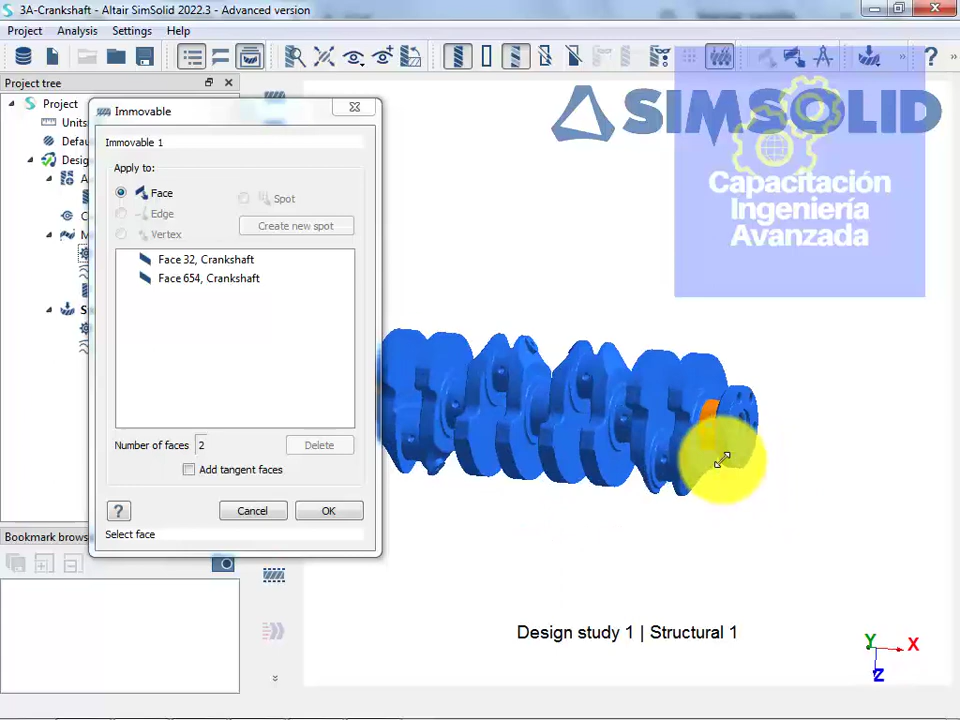 3A-Crankshaft - Altair SimSolid 2022.3 - Advanced version
Project Analysis Settings Help
Project tree
Project
Units
Defau
Desig
Immovable
Immovable 1
Apply to:
Face
Edge
Vertex
Spot
Create new spot
Face 32, Crankshaft
Face 654, Crankshaft
Number of faces 2
Delete
Add tangent faces
? Cancel OK
Select face
Bookmark brows
SIMSOLID
Capacitación
Ingeniería
Avanzada
Design study 1 | Structural 1
Y
X
Z